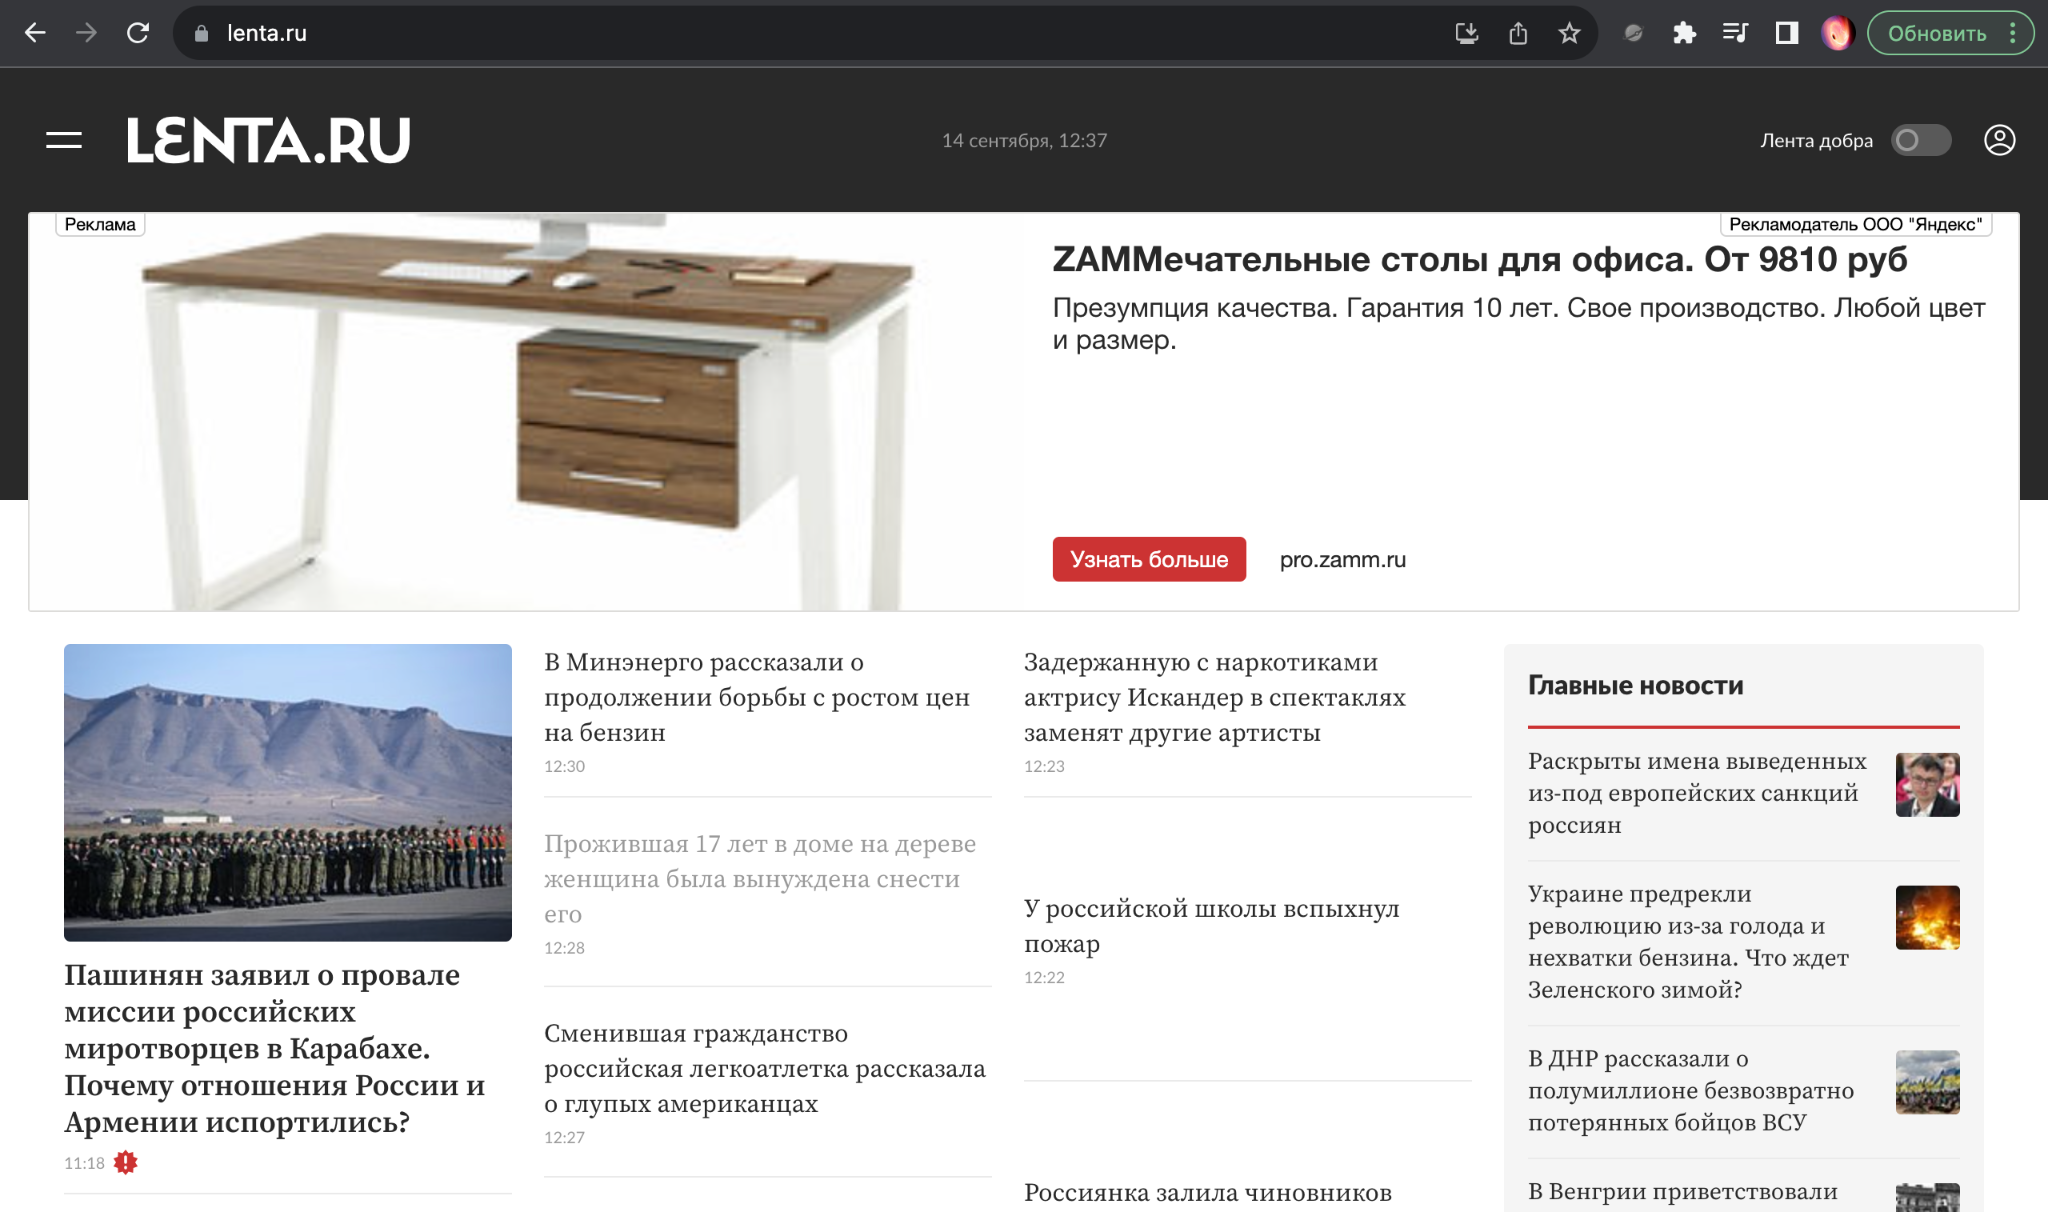 lenta.ru
Обновить
LENTA.RU
14 сентября, 12:37
Лента добра
Реклама
Рекламодатель ООО "Яндекс"
ZAMMечательные столы для офиса. От 9810 руб
Презумпция качества. Гарантия 10 лет. Свое производство. Любой цвет
и размер.
Узнать больше
pro.zamm.ru
Пашинян заявил о провале
миссии российских
миротворцев в Карабахе.
Почему отношения России и
Армении испортились?
11:18
В Минэнерго рассказали о
продолжении борьбы с ростом цен
на бензин
12:30
Прожившая 17 лет в доме на дереве
женщина была вынуждена снести
его
12:28
Сменившая гражданство
российская легкоатлетка рассказала
о глупых американцах
12:27
Задержанную с наркотиками
актрису Искандер в спектаклях
заменят другие артисты
12:23
У российской школы вспыхнул
пожар
12:22
Россиянка залила чиновников
Главные новости
Раскрыты имена выведенных
из-под европейских санкций
россиян
Украине предрекли
революцию из-за голода и
нехватки бензина. Что ждет
Зеленского зимой?
В ДНР рассказали о
полумиллионе безвозвратно
потерянных бойцов ВСУ
В Венгрии приветствовали